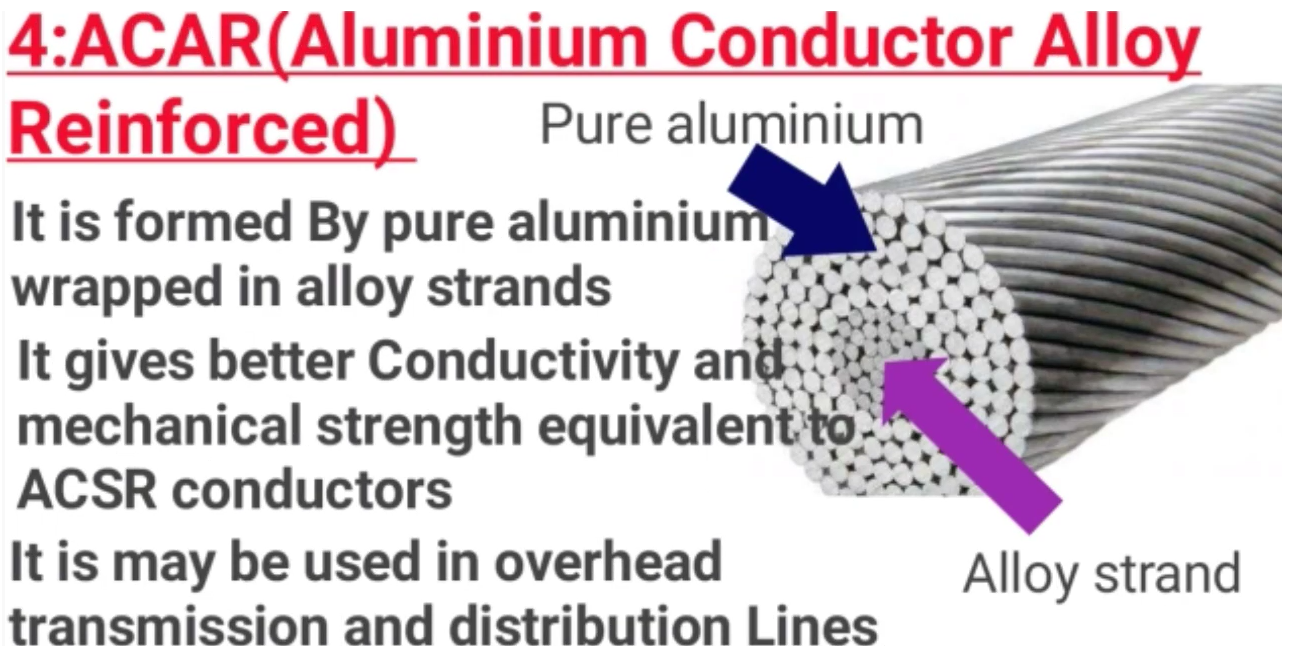 4:ACAR(Aluminium Conductor Alloy
Reinforced)
Pure aluminium
It is formed By pure aluminium
wrapped in alloy strands
It gives better Conductivity and
mechanical strength equivalent to
ACSR conductors
It is may be used in overhead
transmission and distribution Lines
Alloy strand